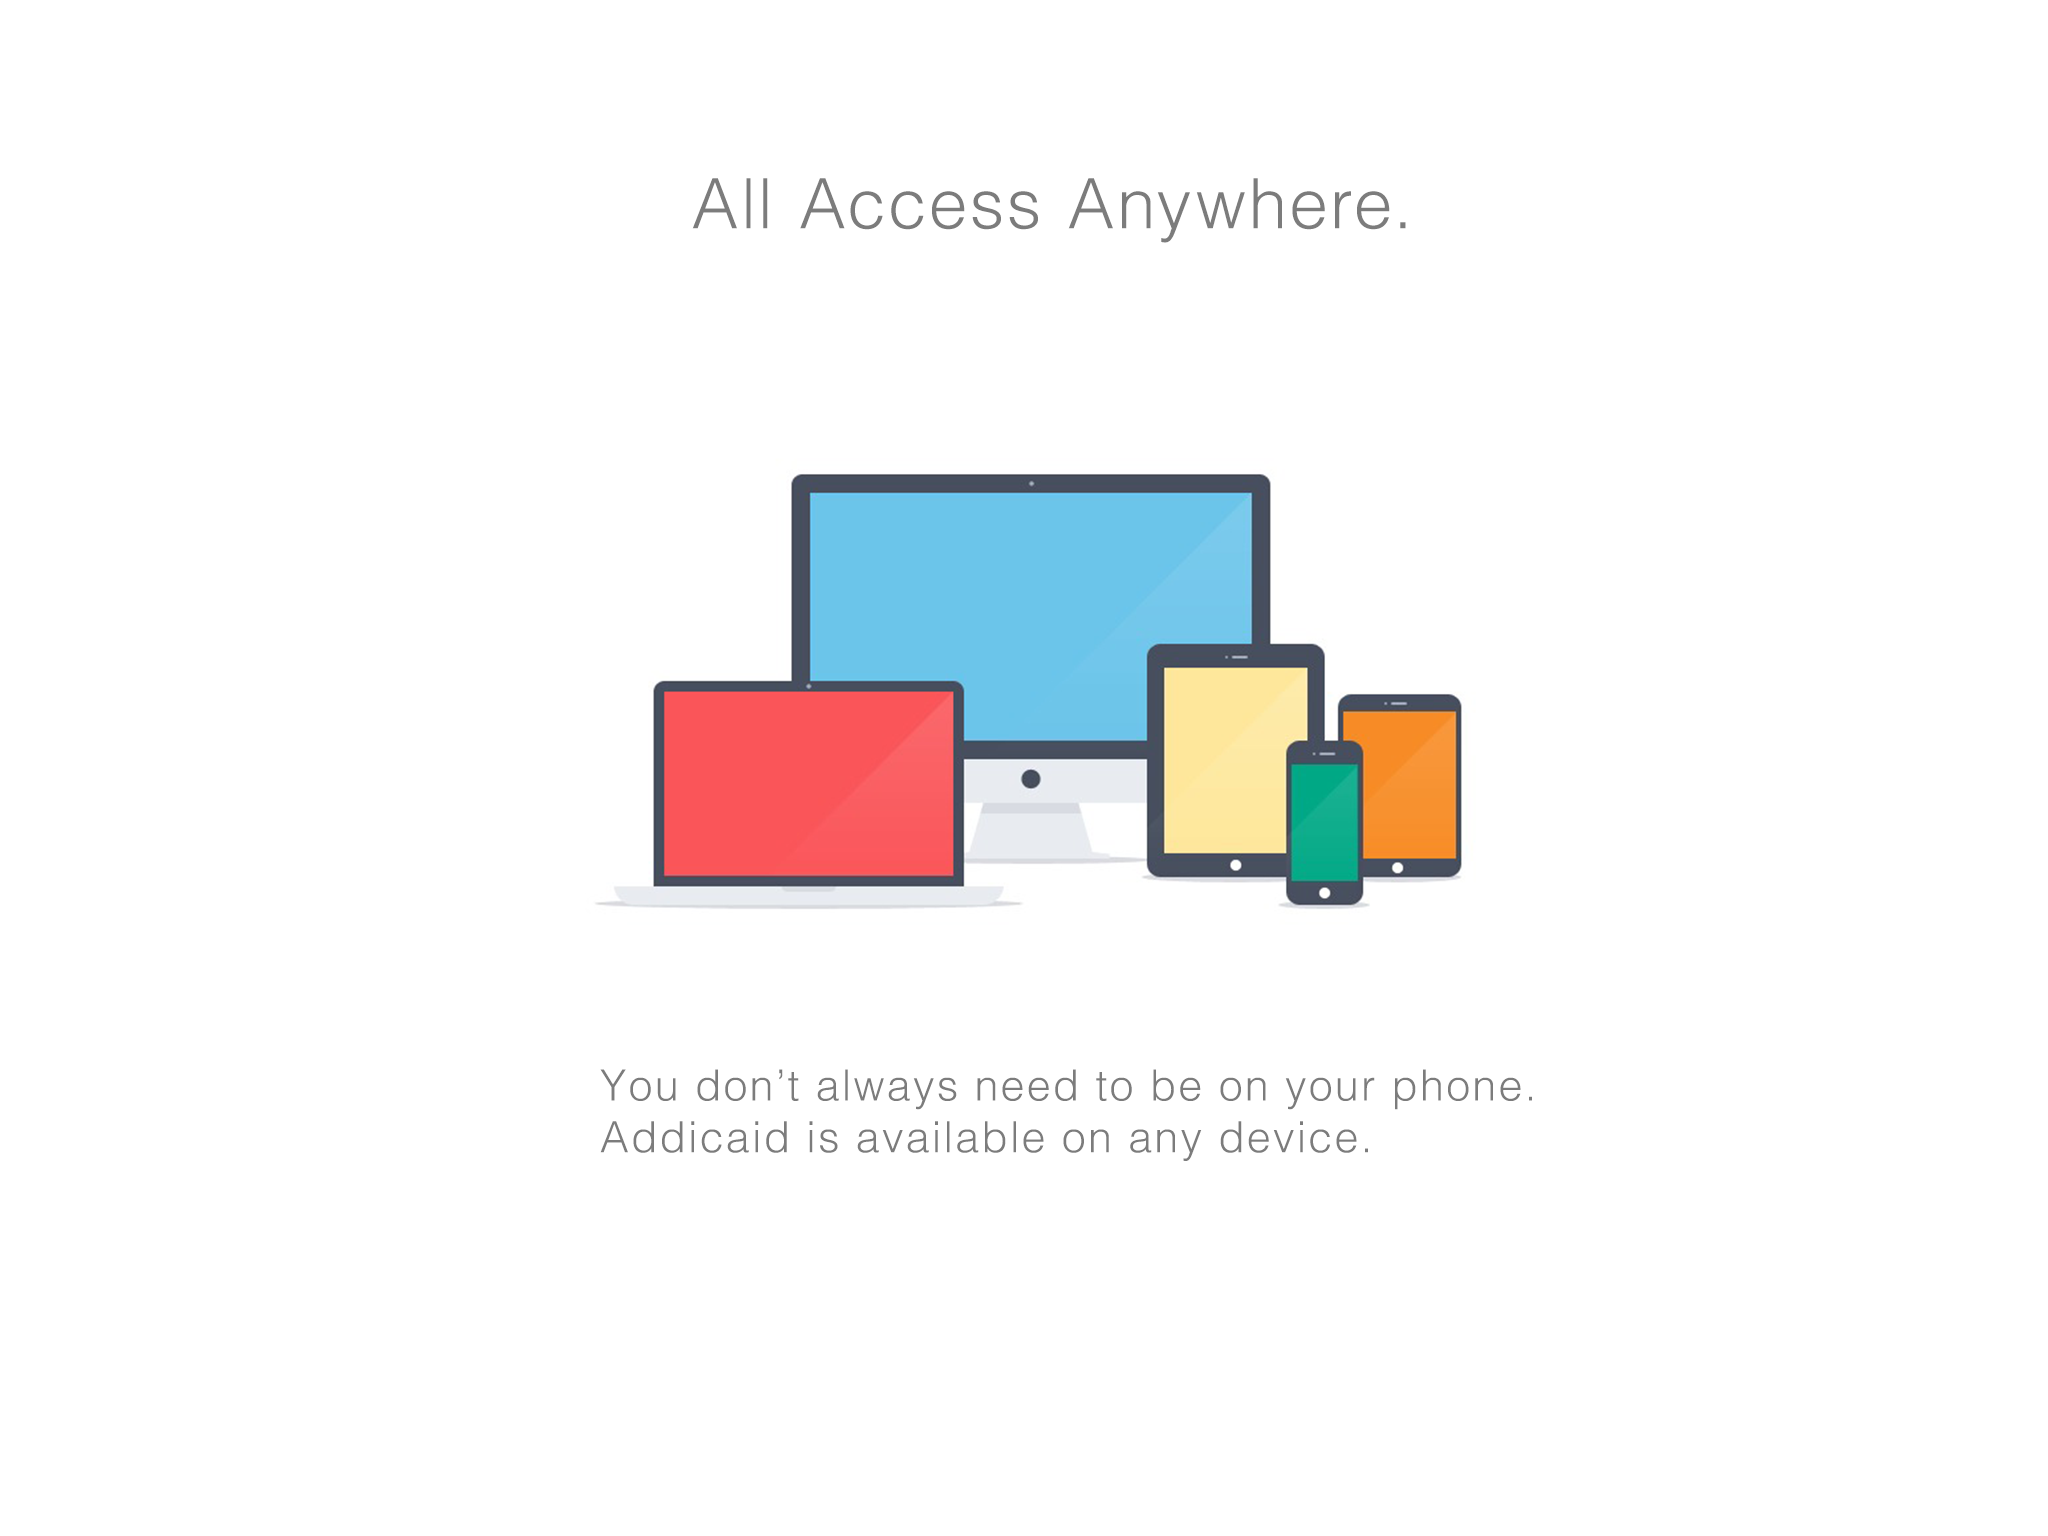 All Access Anywhere.
You don’t always need to be on your phone.
Addicaid is available on any device.